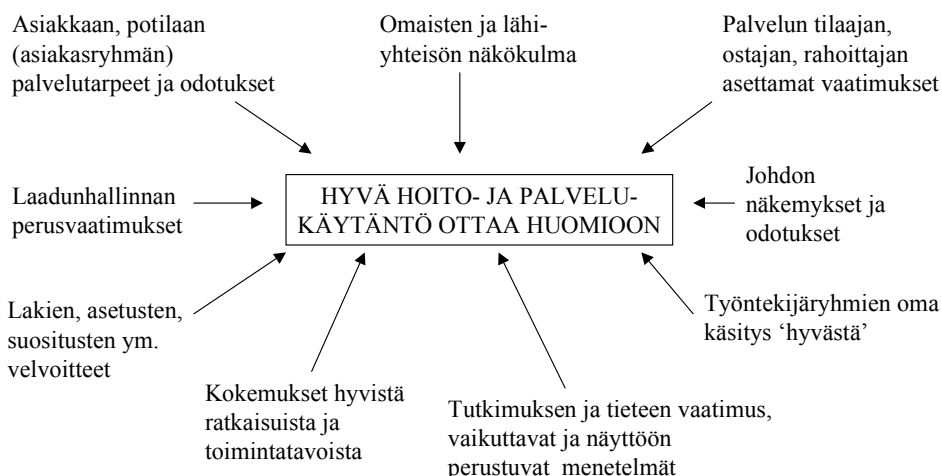 Asiakkaan, potilaan
(asiakasryhmän)
palvelutarpeet ja odotukset
Omaisten ja lähi-
yhteisön näkökulma
Palvelun tilaajan,
ostajan, rahoittajan
asettamat vaatimukset
Laadunhallinnan
perusvaatimukset
HYVÄ HOITO- JA PALVELU-
KÄYTÄNTÖ OTTAA HUOMIOON
Johdon
näkemykset ja
odotukset
Lakien, asetusten,
suositusten ym.
velvoitteet
Työntekijäryhmien oma
käsitys ‘hyvästä’
Kokemukset hyvistä
ratkaisuista ja
toimintatavoista
Tutkimuksen ja tieteen vaatimus,
vaikuttavat ja näyttöön
perustuvat menetelmät